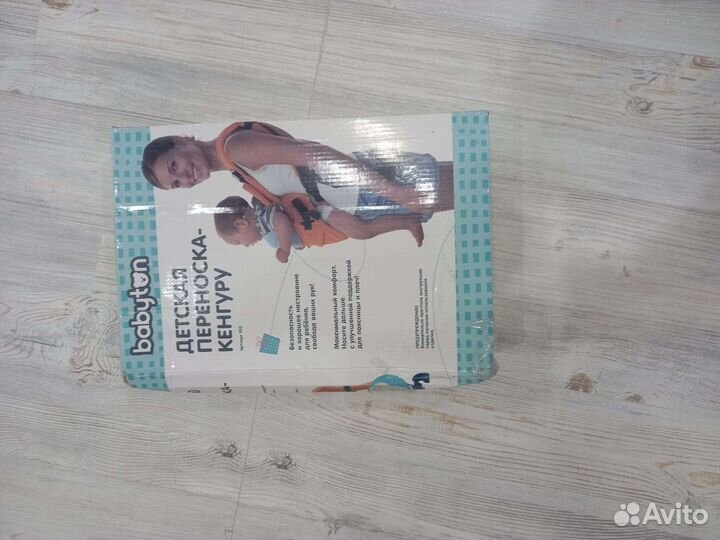 babyton
ДЕТСКАЯ
ПЕРЕНОСКА-
КЕНГУРУ
Безопасность
и хорошее настроение
для ребенка,
свобода ваших рук!
Максимальный комфорт.
Носите дольше
с улучшенной поддержкой
для поясницы и плеч!
ПРЕДУПРЕЖДЕНИЕ!
Avito